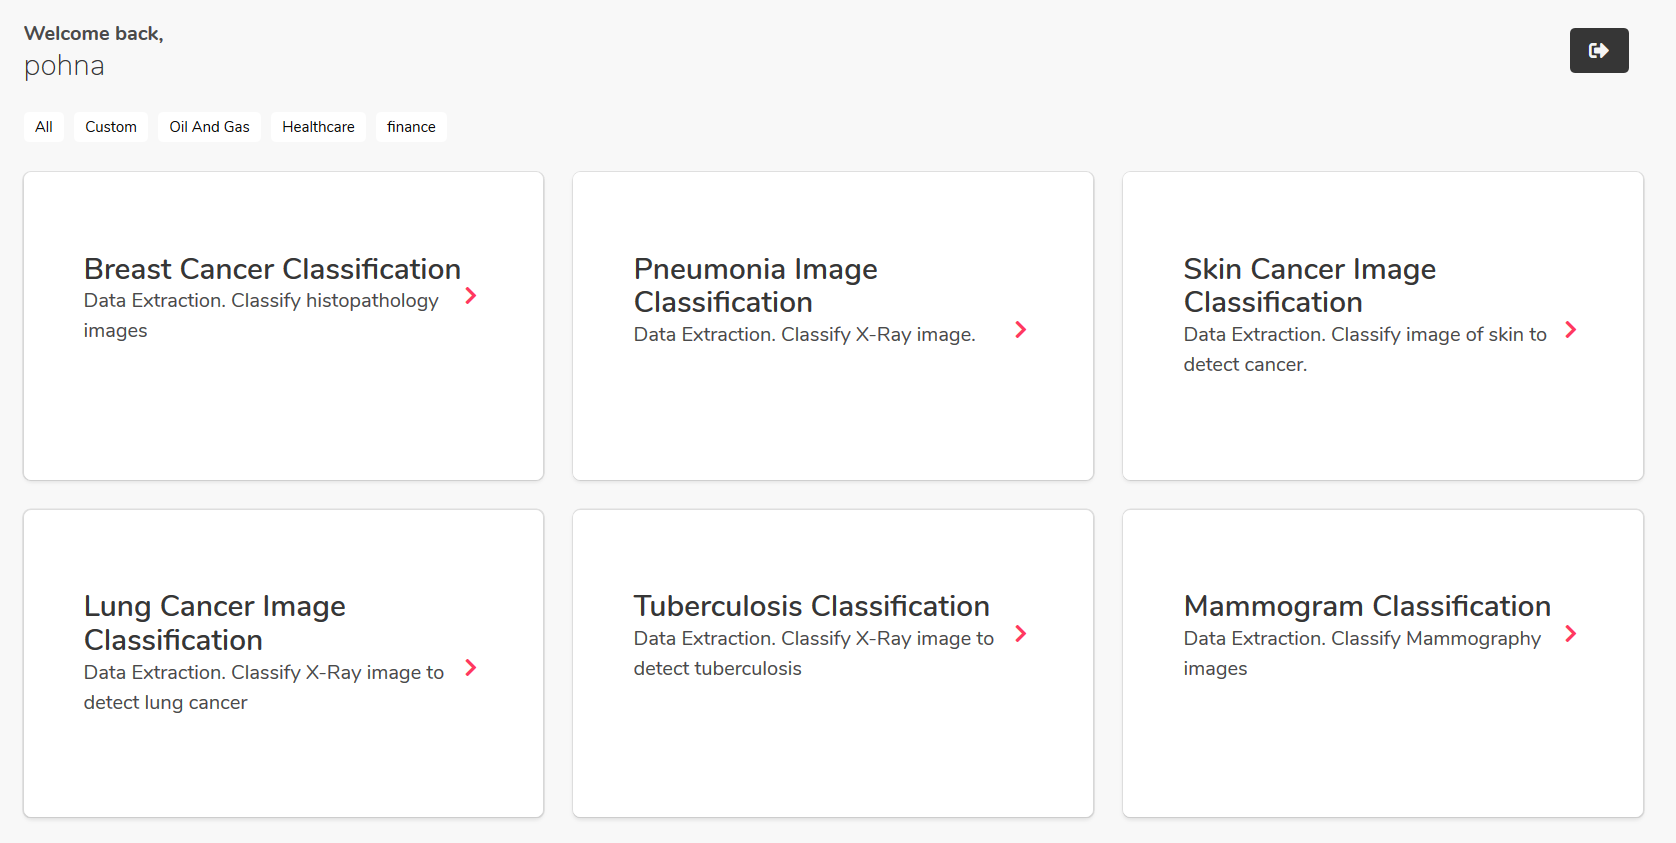 Welcome back,
pohna
All Custom Oil And Gas Healthcare finance
Breast Cancer Classification
Data Extraction. Classify histopathology
images
Pneumonia Image
Classification
Data Extraction. Classify X-Ray image.
Skin Cancer Image
Classification
Data Extraction. Classify image of skin to
detect cancer.
Lung Cancer Image
Classification
Data Extraction. Classify X-Ray image to
detect lung cancer
Tuberculosis Classification
Data Extraction. Classify X-Ray image to
detect tuberculosis
Mammogram Classification
Data Extraction. Classify Mammography
images